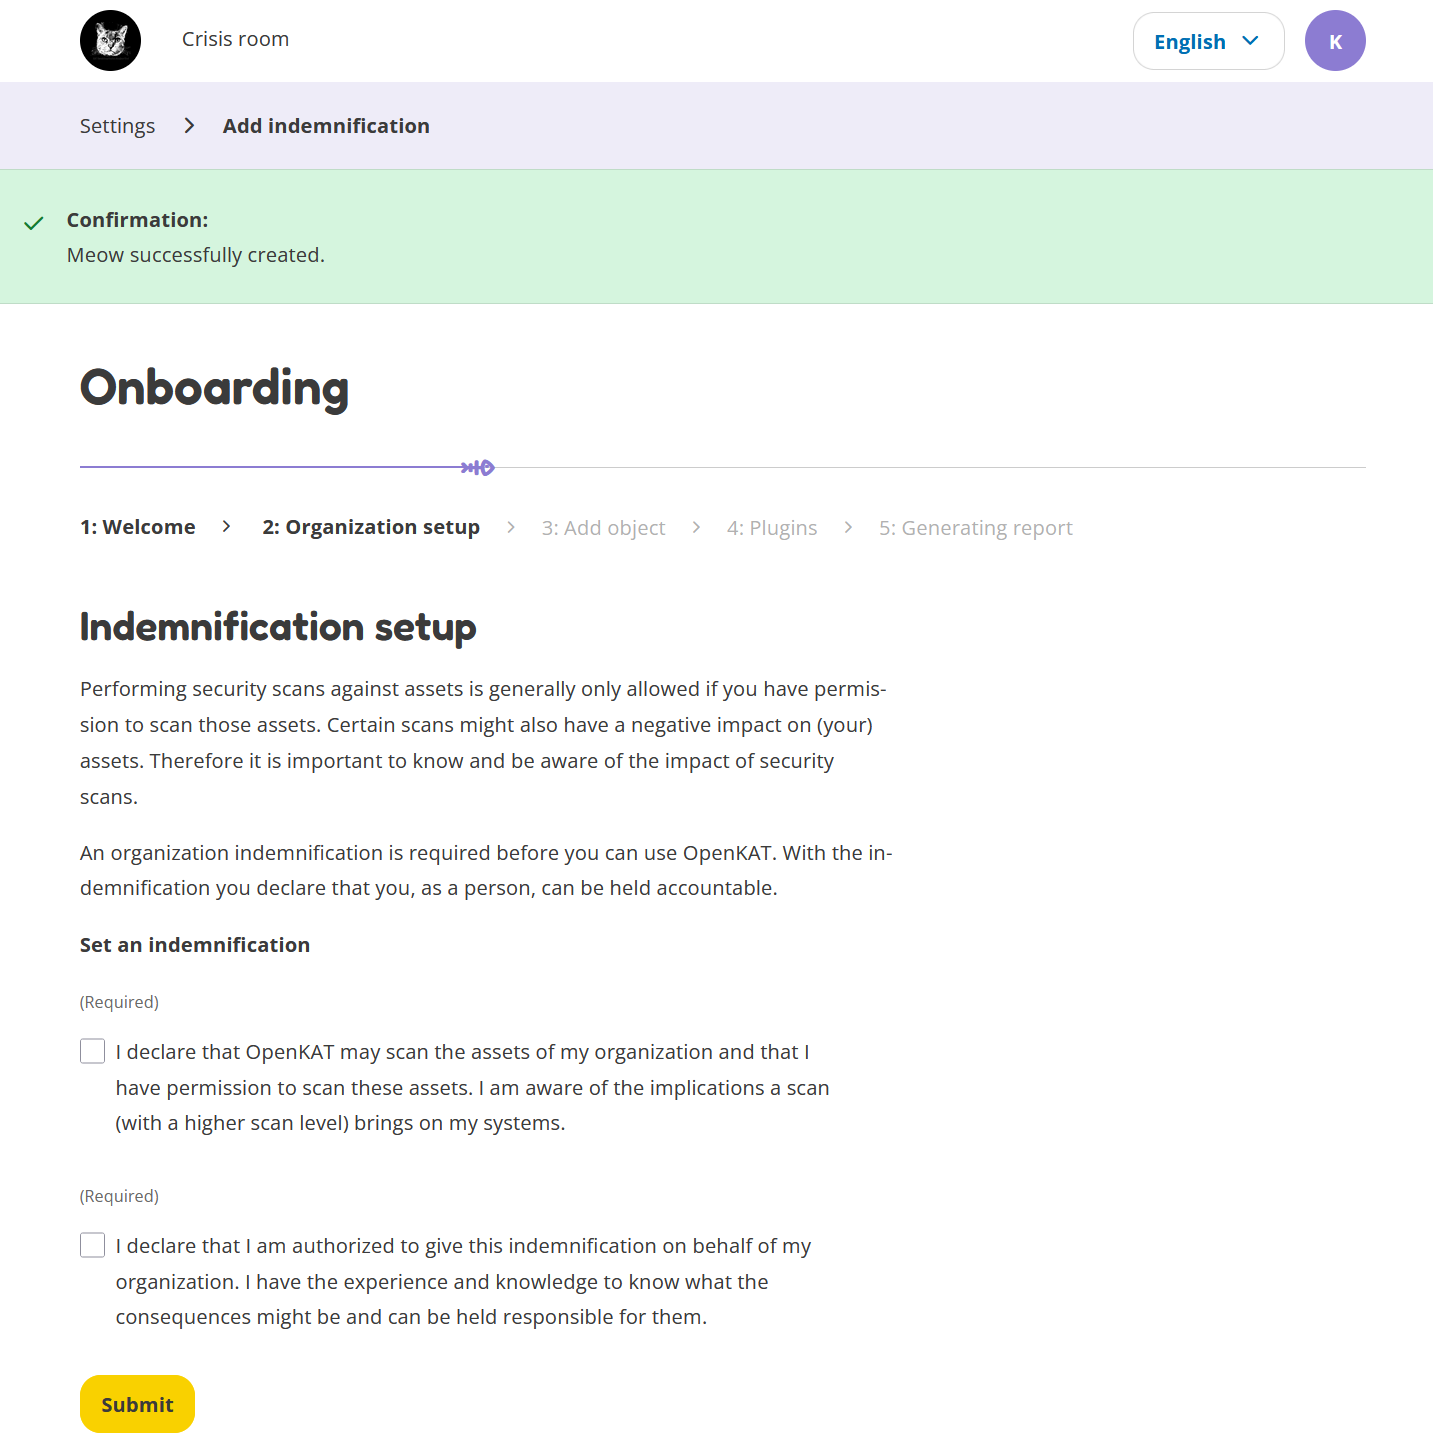 Crisis room
English
K
Settings
Add indemnification
Confirmation:
Meow successfully created.
Onboarding
1: Welcome
2: Organization setup
3: Add object
4: Plugins
5: Generating report
Indemnification setup
Performing security scans against assets is generally only allowed if you have permis-
sion to scan those assets. Certain scans might also have a negative impact on (your)
assets. Therefore it is important to know and be aware of the impact of security
scans.
An organization indemnification is required before you can use OpenKAT. With the in-
demnification you declare that you, as a person, can be held accountable.
Set an indemnification
(Required)
I declare that OpenKAT may scan the assets of my organization and that I
have permission to scan these assets. I am aware of the implications a scan
(with a higher scan level) brings on my systems.
(Required)
I declare that I am authorized to give this indemnification on behalf of my
organization. I have the experience and knowledge to know what the
consequences might be and can be held responsible for them.
Submit